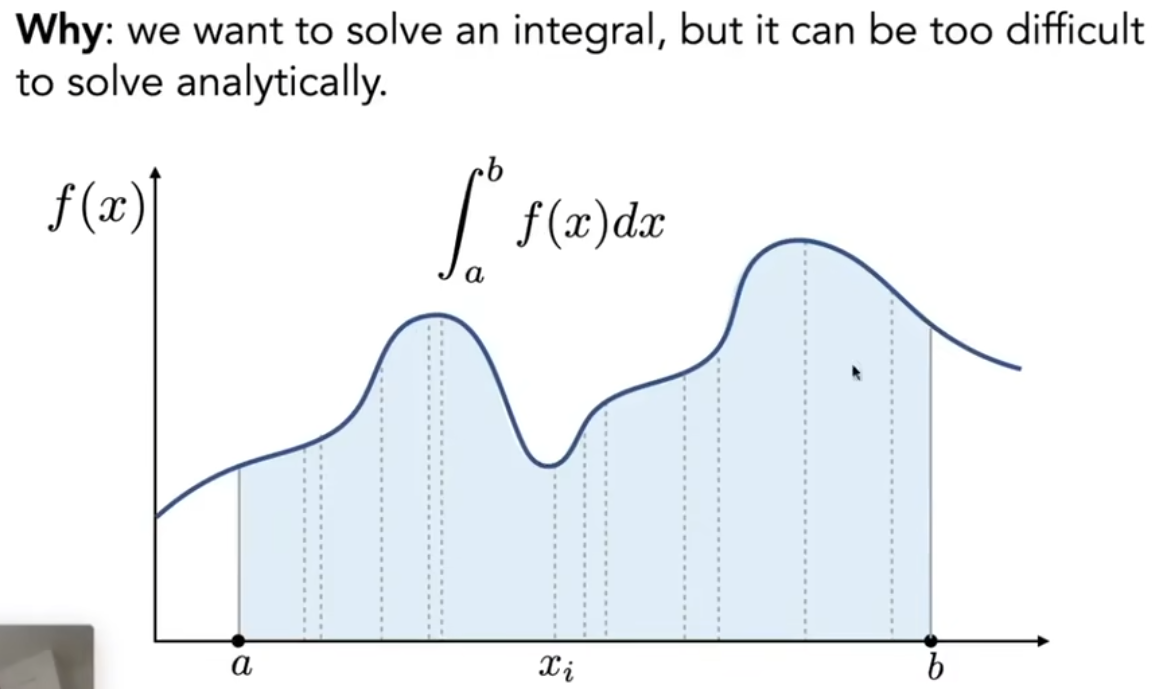 Why: we want to solve an integral, but it can be too difficult
to solve analytically.
f(x)
∫_a^b f(x)dx
a
x_i
b